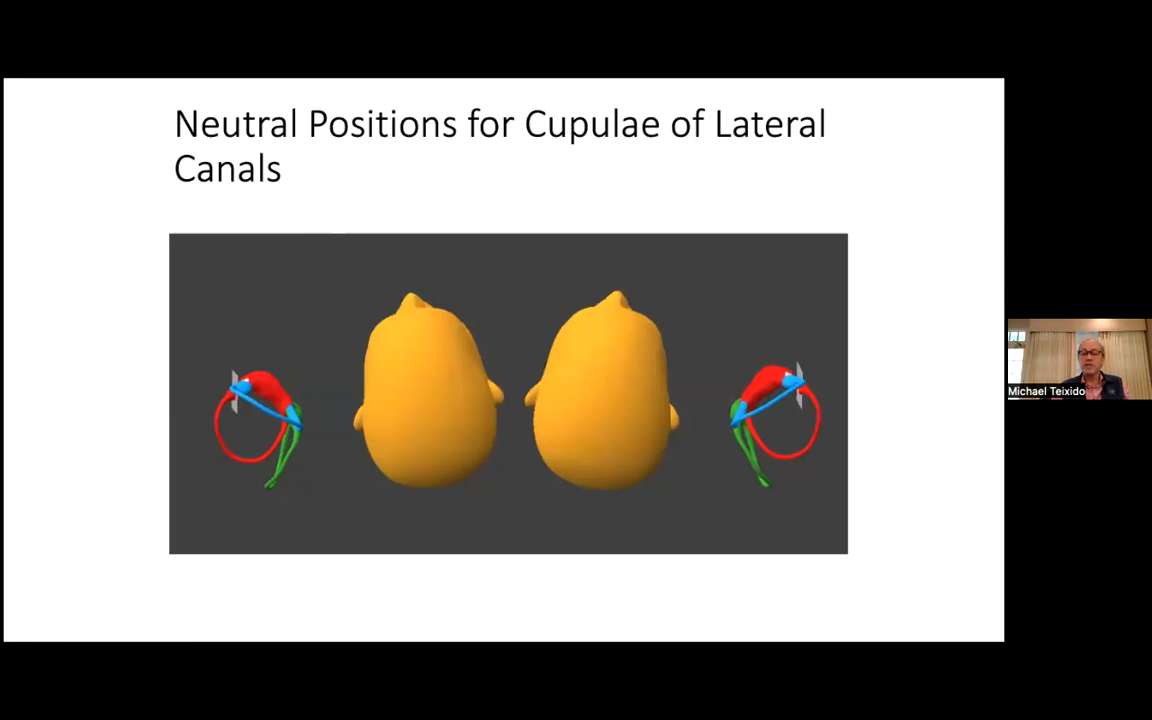 Neutral Positions for Cupulae of Lateral
Canals
Michael Teixido